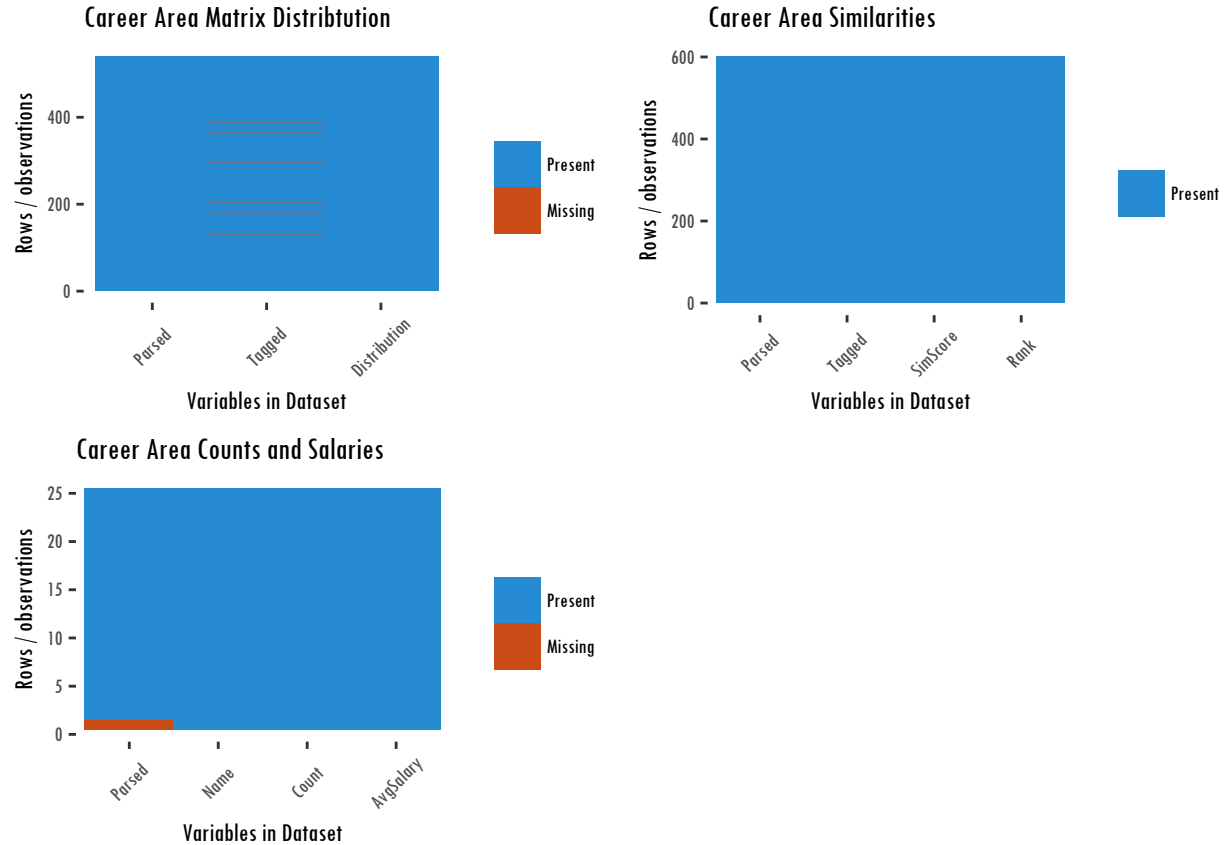 Career Area Matrix Distribtution
Rows / observations
400
200
0
Parsed
Tagged
Distribution
Variables in Dataset
Present
Missing
Career Area Similarities
Rows / observations
600
400
200
0
Parsed
Tagged
SimScore
Rank
Variables in Dataset
Present
Career Area Counts and Salaries
Rows / observations
25
20
15
10
5
0
Parsed
Name
Count
AvgSalary
Variables in Dataset
Present
Missing